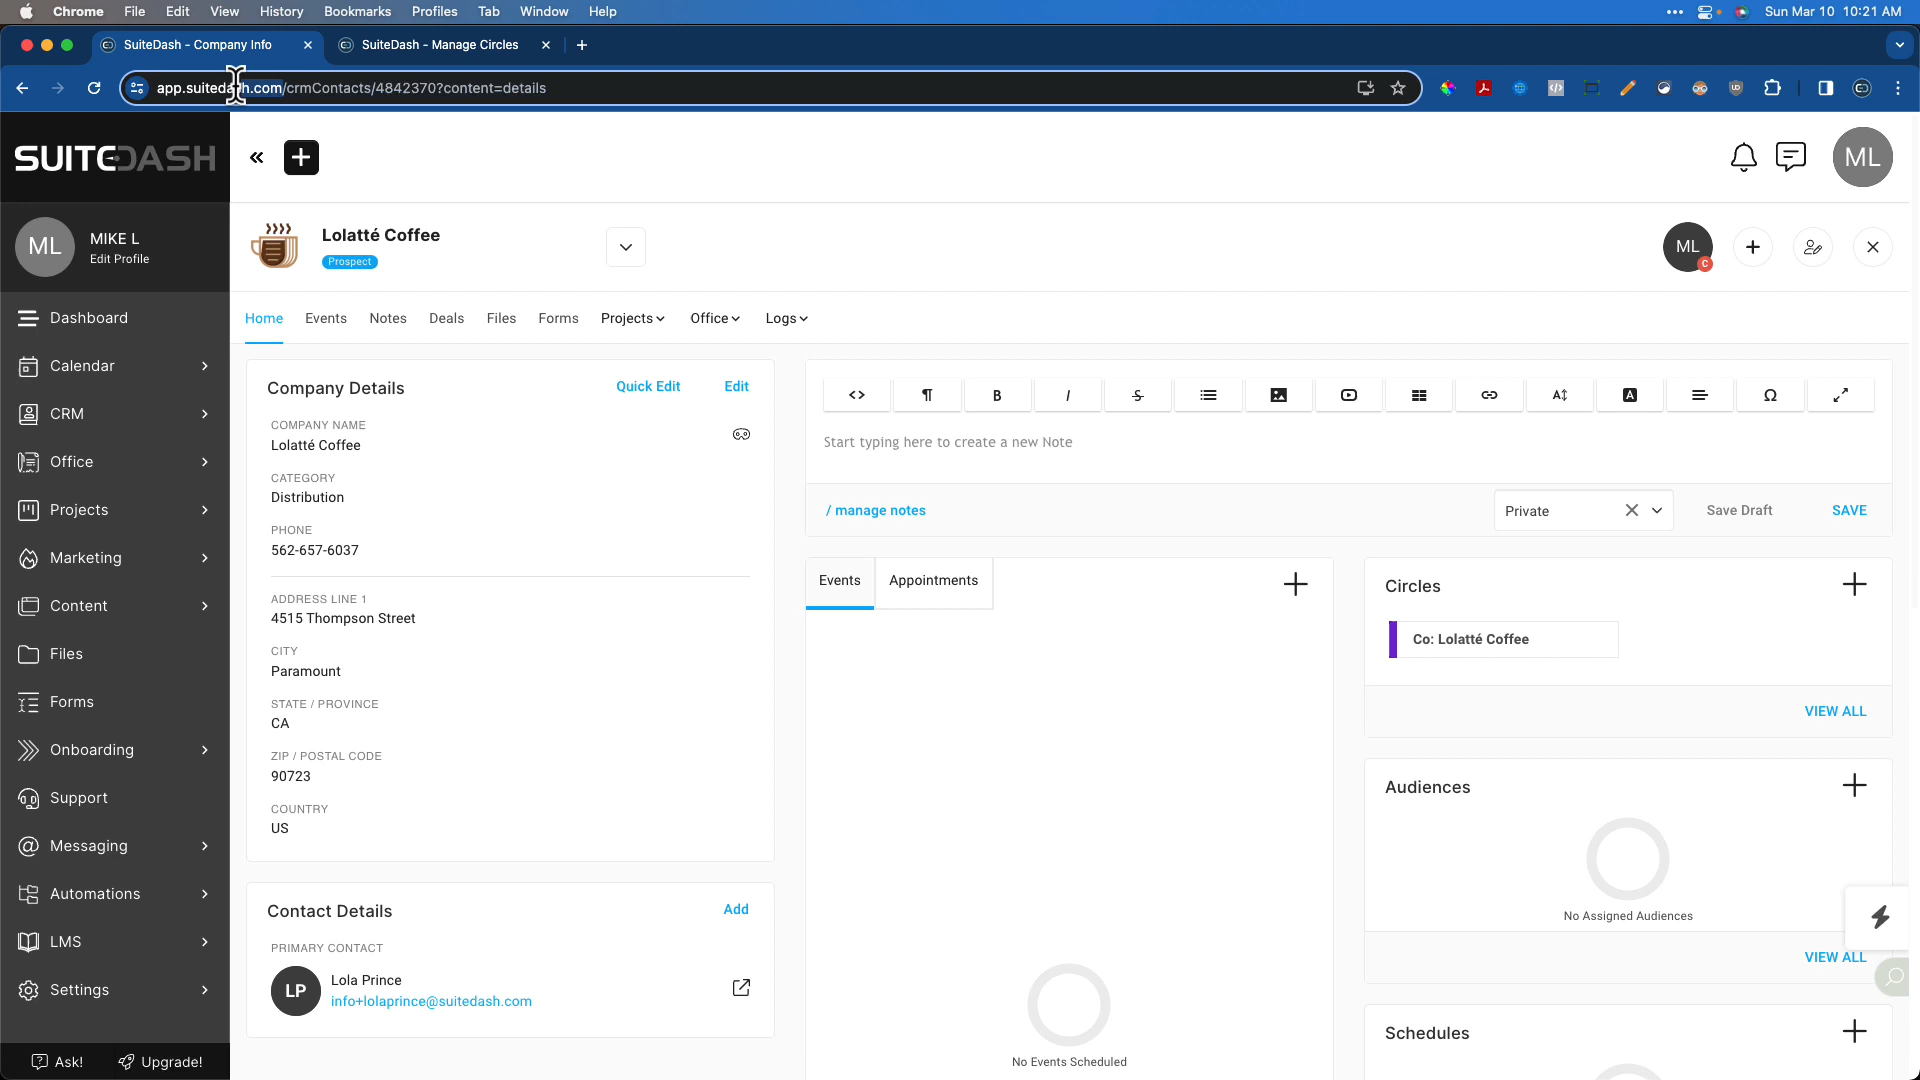 Chrome File Edit View History Bookmarks Profiles Tab Window Help Sun Mar 10 10:21 AM
SuiteDash - Company Info SuiteDash - Manage Circles
app.suitedash.com/crmContacts/4842370?content=details
SUITEDASH
ML
ML
MIKE L
Edit Profile
Lolatté Coffee
Prospect
ML
C
Dashboard
Calendar
CRM
Office
Projects
Marketing
Content
Files
Forms
Onboarding
Support
Messaging
Automations
LMS
Settings
Ask! Upgrade!
Home Events Notes Deals Files Forms Projects Office Logs
Company Details Quick Edit Edit
COMPANY NAME
Lolatté Coffee
CATEGORY
Distribution
PHONE
562-657-6037
ADDRESS LINE 1
4515 Thompson Street
CITY
Paramount
STATE / PROVINCE
CA
ZIP / POSTAL CODE
90723
COUNTRY
US
Contact Details Add
PRIMARY CONTACT
LP
Lola Prince
info+lolaprince@suitedash.com
Start typing here to create a new Note
/ manage notes Private Save Draft SAVE
Events Appointments
No Events Scheduled
Circles
Co: Lolatté Coffee
VIEW ALL
Audiences
No Assigned Audiences
VIEW ALL
Schedules